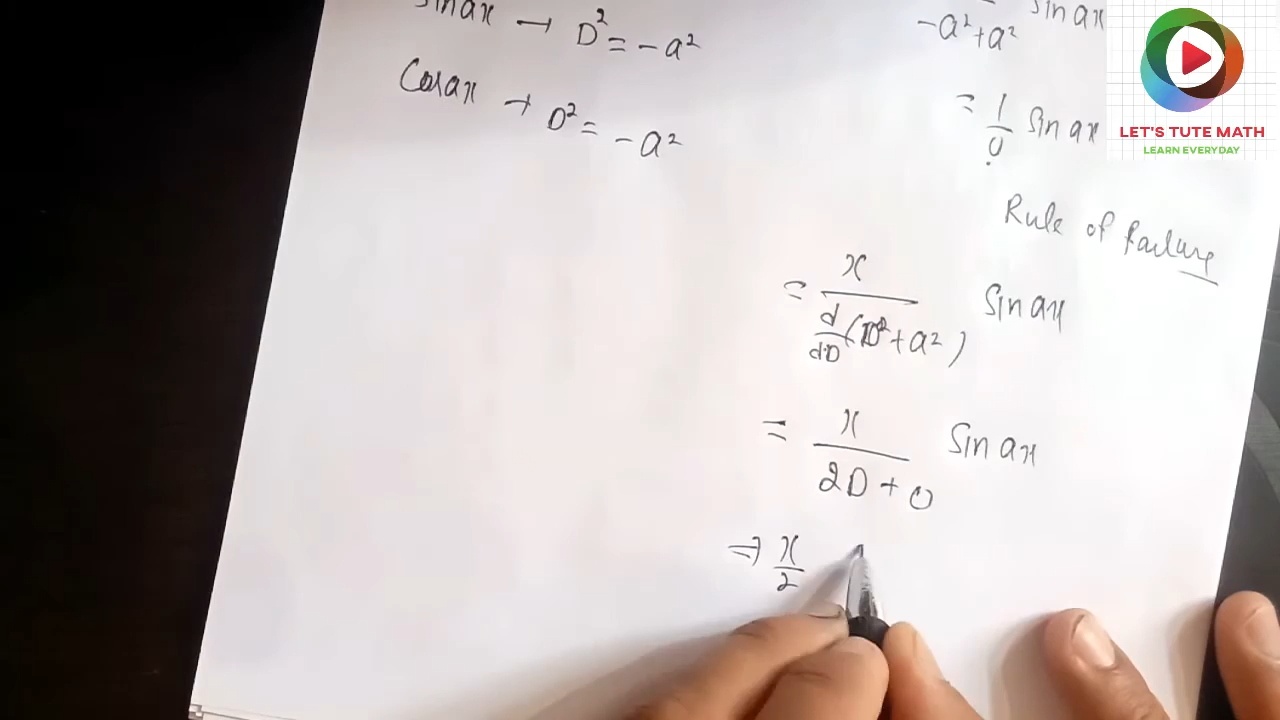 Sin ax → D² = -a²
Cos ax → D² = -a²
-a²+a² Sin ax
= 1/0 Sin ax
LET'S TUTE MATH
LEARN EVERYDAY
Rule of failure
= x / d/dD (D²+a²) Sin ax
= x / 2D+0 Sin ax
⇒ x/2